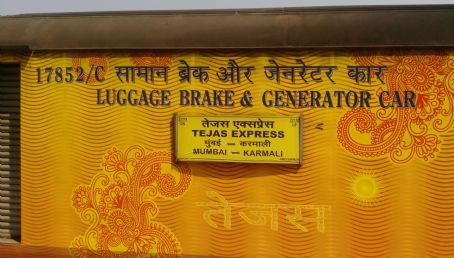 17852/C सामान ब्रेक और जेनरेटर कार
LUGGAGE BRAKE & GENERATOR CAR
तेजस एक्सप्रेस
TEJAS EXPRESS
मुंबई – करमाली
MUMBAI – KARMALI
तेजस